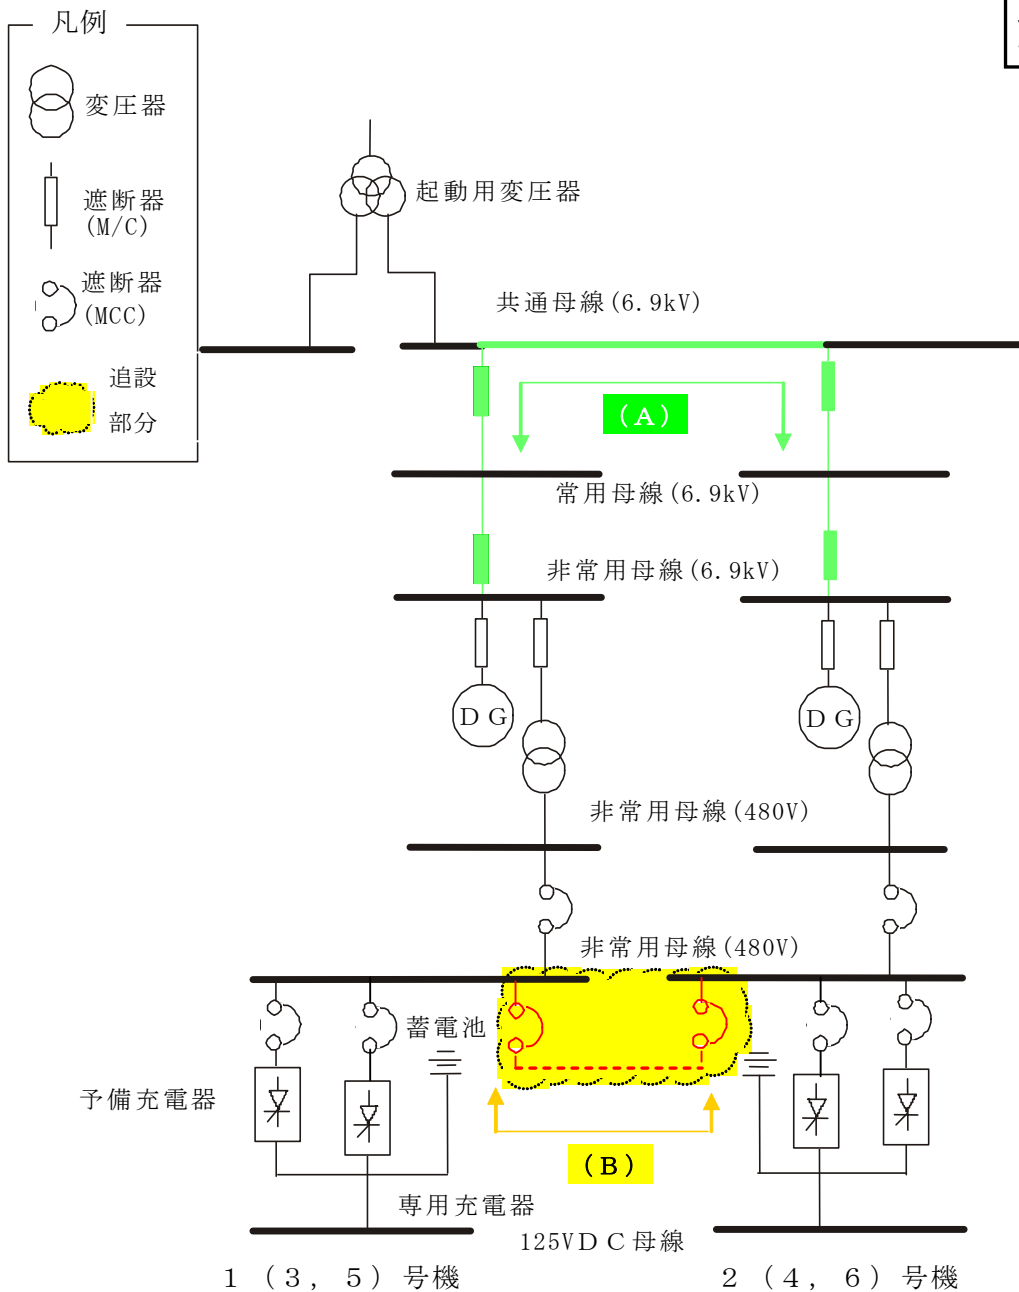 凡例
変圧器
遮断器
(M/C)
遮断器
(MCC)
追設
部分
起動用変圧器
共通母線(6.9kV)
(A)
常用母線(6.9kV)
非常用母線(6.9kV)
DG
DG
非常用母線(480V)
非常用母線(480V)
蓄電池
予備充電器
(B)
専用充電器
125VDC母線
1（3，5）号機
2（4，6）号機